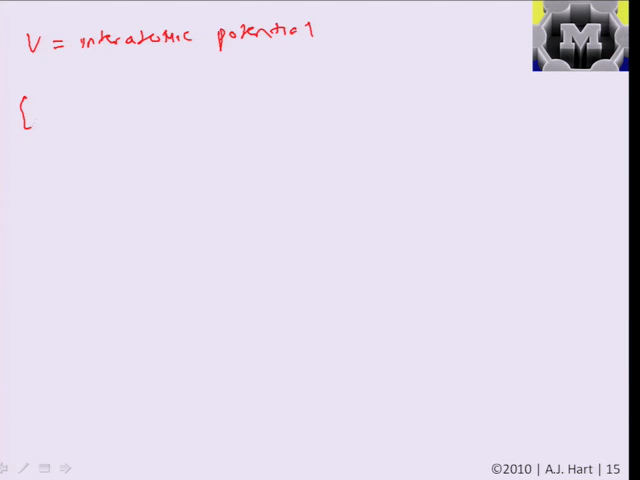 V = interatomic potential
{
M
©2010 | A.J. Hart | 15